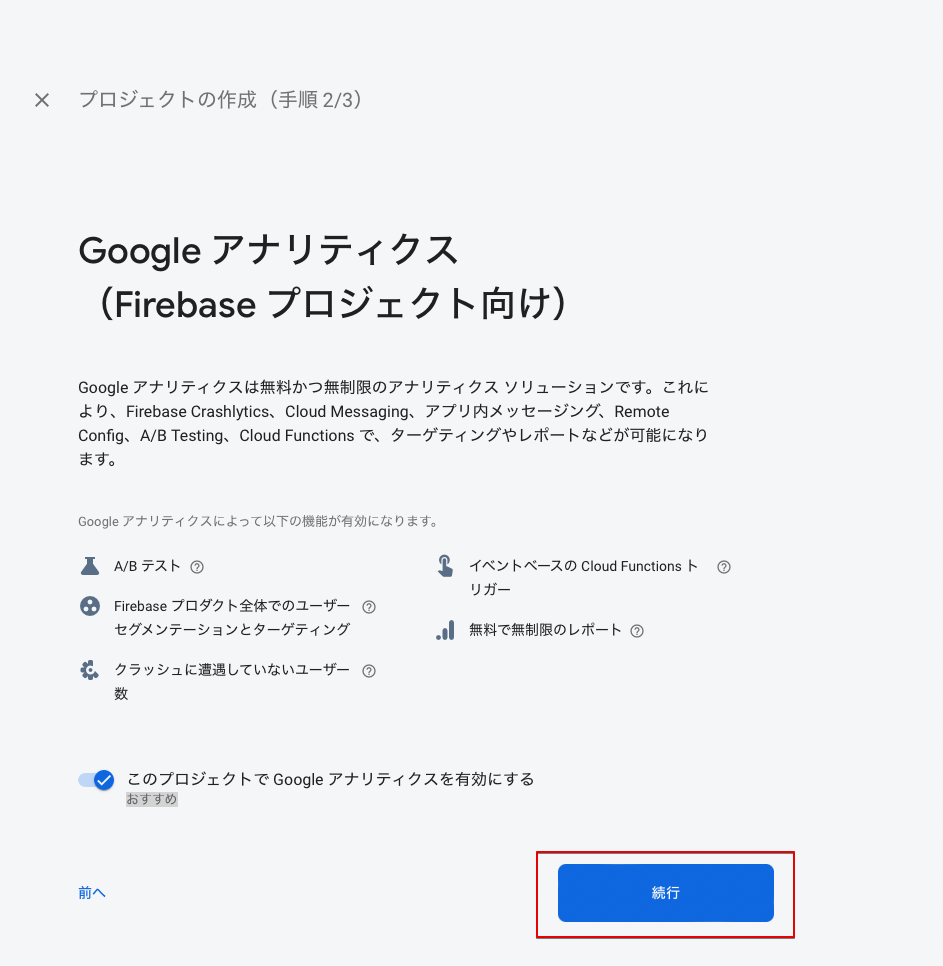 プロジェクトの作成（手順 2/3）
Google アナリティクス
（Firebase プロジェクト向け）
Google アナリティクスは無料かつ無制限のアナリティクス ソリューションです。これに
より、Firebase Crashlytics、Cloud Messaging、アプリ内メッセージング、Remote
Config、A/B Testing、Cloud Functions で、ターゲティングやレポートなどが可能になり
ます。
Google アナリティクスによって以下の機能が有効になります。
A/B テスト
Firebase プロダクト全体でのユーザー
セグメンテーションとターゲティング
クラッシュに遭遇していないユーザー
数
イベントベースの Cloud Functions ト
リガー
無料で無制限のレポート
このプロジェクトで Google アナリティクスを有効にする
おすすめ
前へ
続行